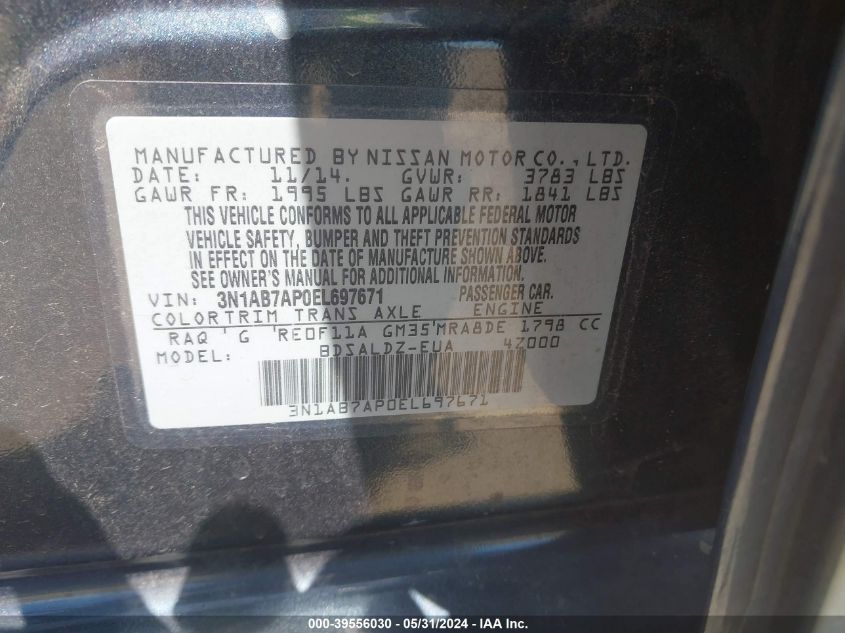 MANUFACTURED BY NISSAN MOTOR CO., LTD.
DATE: 11/14. GVWR: 3783 LBS
GAWR FR: 1995 LBS GAWR RR: 1841 LBS
THIS VEHICLE CONFORMS TO ALL APPLICABLE FEDERAL MOTOR
VEHICLE SAFETY, BUMPER AND THEFT PREVENTION STANDARDS
IN EFFECT ON THE DATE OF MANUFACTURE SHOWN ABOVE.
SEE OWNER'S MANUAL FOR ADDITIONAL INFORMATION.
VIN: 3N1AB7AP0EL697671 PASSENGER CAR.
COLOR TRIM TRANS AXLE ENGINE
RAQ ' G 'RE0F11A GM35'MRA8DE 1798 CC
MODEL: BDSALDZ-EUA 4Z000
3N1AB7AP0EL697671
000-39556030 - 05/31/2024 - IAA Inc.